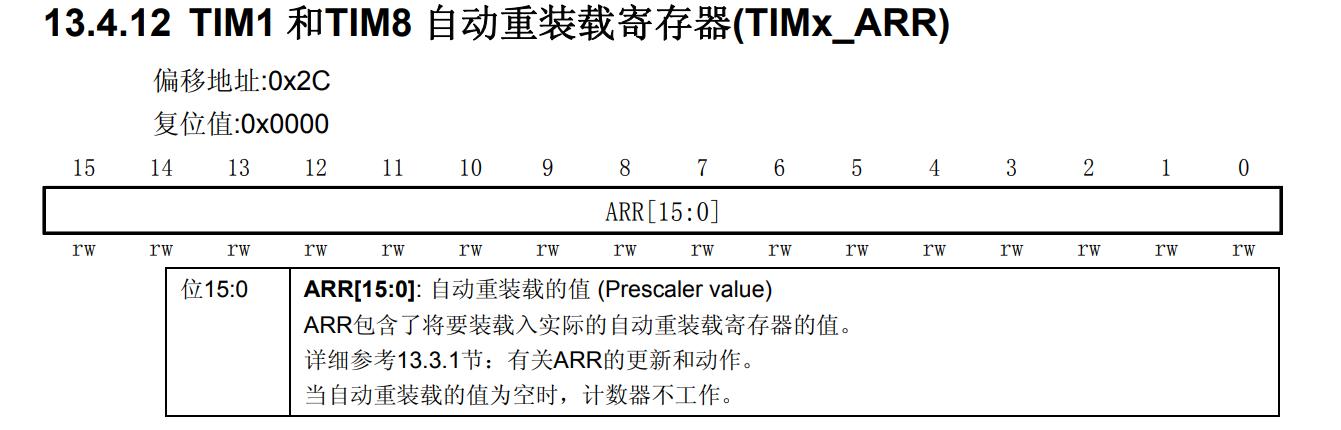 13.4.12 TIM1 和TIM8 自动重装载寄存器(TIMx_ARR)
偏移地址:0x2C
复位值:0x0000
15 14 13 12 11 10 9 8 7 6 5 4 3 2 1 0
ARR[15:0]
rw rw rw rw rw rw rw rw rw rw rw rw rw rw rw rw
位15:0 ARR[15:0]: 自动重装载的值 (Prescaler value)
ARR包含了将要装载入实际的自动重装载寄存器的值。
详细参考13.3.1节：有关ARR的更新和动作。
当自动重装载的值为空时，计数器不工作。